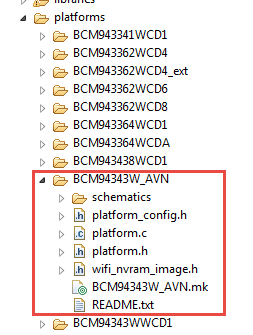 libraries
platforms
BCM943341WCD1
BCM943362WCD4
BCM943362WCD4_ext
BCM943362WCD6
BCM943362WCD8
BCM943364WCD1
BCM943364WCDA
BCM943438WCD1
BCM94343W_AVN
schematics
.h platform_config.h
.c platform.c
.h platform.h
.h wifi_nvram_image.h
BCM94343W_AVN.mk
README.txt
BCM94343WWCD1